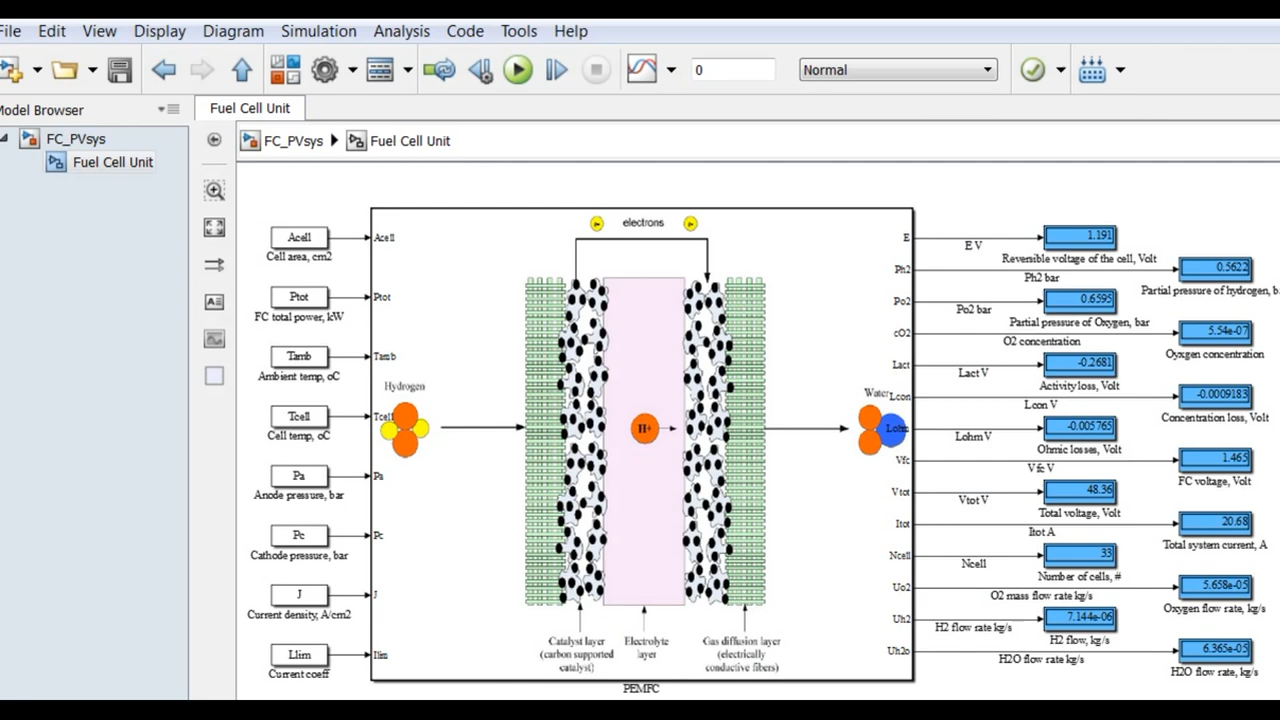 File Edit View Display Diagram Simulation Analysis Code Tools Help
0 Normal
Model Browser
Fuel Cell Unit
FC_PVsys
Fuel Cell Unit
FC_PVsys Fuel Cell Unit
Acell
Cell area, cm2
Ptot
FC total power, kW
Tamb
Ambient temp, oC
Tcell
Cell temp, oC
Pa
Anode pressure, bar
Pc
Cathode pressure, bar
J
Current density, A/cm2
Llim
Current coeff
Acell
Ptot
Tamb
Tcell
Pa
Pc
J
Ilim
electrons
Hydrogen
H+
Water
Catalyst layer
(carbon supported
catalyst)
Electrolyte
layer
Gas diffusion layer
(electrically
conductive fibers)
PEMFC
E
Ph2
Po2
cO2
Lact
Lcon
Lohm
Vfc
Vtot
Itot
Ncell
Uo2
Uh2
Uh2o
E V
1.191
Reversible voltage of the cell, Volt
Ph2 bar
0.5622
Partial pressure of hydrogen, b
Po2 bar
0.6595
Partial pressure of Oxygen, bar
O2 concentration
5.54e-07
Oyxgen concentration
Lact V
-0.2681
Activity loss, Volt
Lcon V
-0.0009183
Concentration loss, Volt
Lohm V
-0.005765
Ohmic losses, Volt
Vfc V
1.465
FC voltage, Volt
Vtot V
48.36
Total voltage, Volt
Itot A
20.68
Total system current, A
Ncell
33
Number of cells, #
O2 mass flow rate kg/s
5.658e-05
Oxygen flow rate, kg/s
H2 flow rate kg/s
7.144e-06
H2 flow, kg/s
H2O flow rate kg/s
6.365e-05
H2O flow rate, kg/s